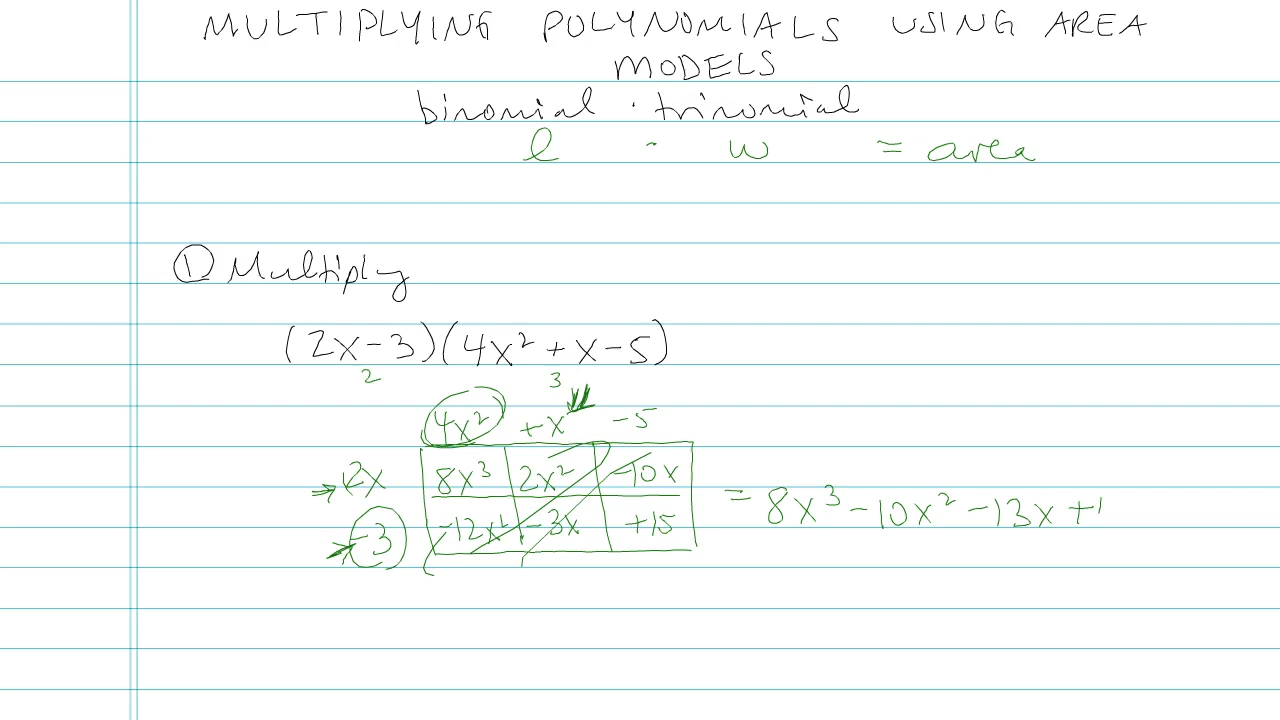 MULTIPLYING POLYNOMIALS USING AREA
MODELS
binomial · trinomial
l · w = area
① Multiply
(2x-3)(4x² + x - 5)
2 3
4x² +x -5
2x 8x³ 2x² -10x
-3 -12x² -3x +15
= 8x³ - 10x² - 13x + 1